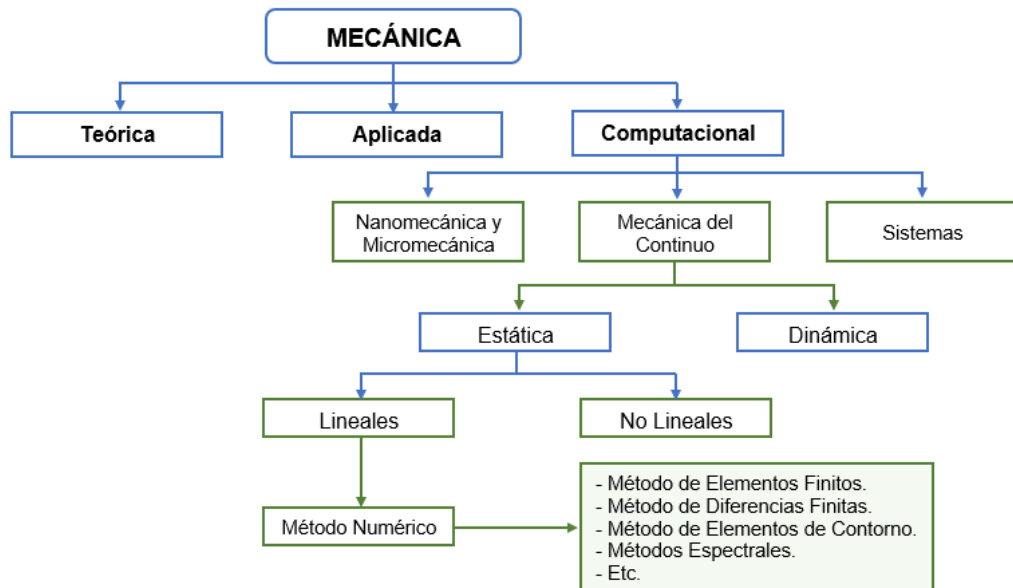 MECÁNICA
Teórica
Aplicada
Computacional
Nanomecánica y
Micromecánica
Mecánica del
Continuo
Sistemas
Estática
Dinámica
Lineales
No Lineales
Método Numérico
- Método de Elementos Finitos.
- Método de Diferencias Finitas.
- Método de Elementos de Contorno.
- Métodos Espectrales.
- Etc.